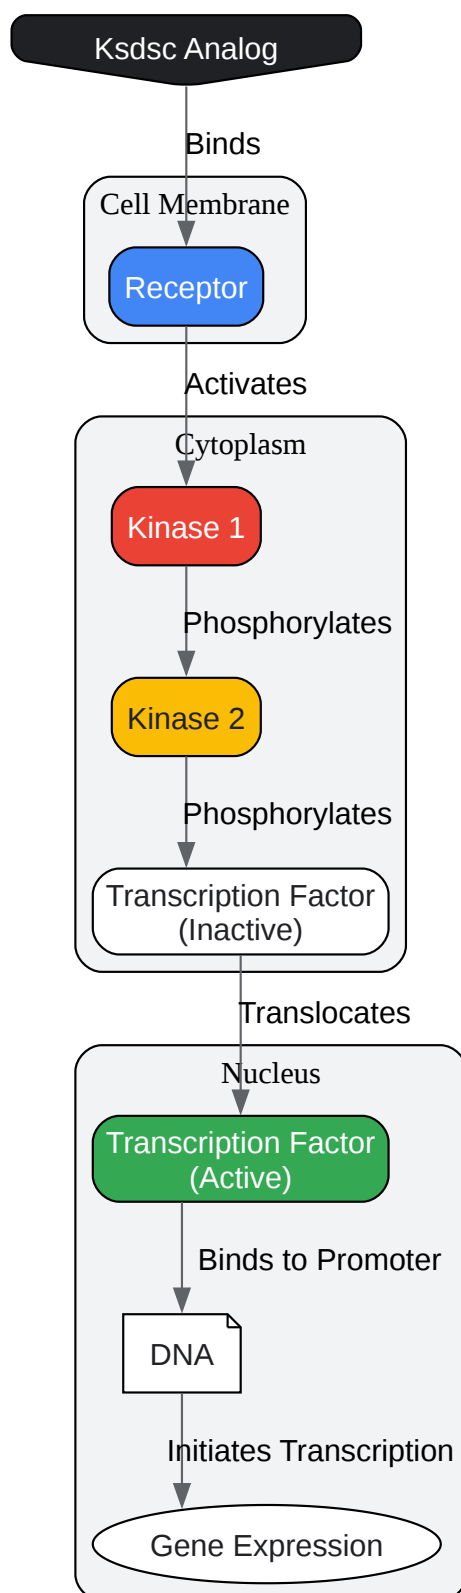 Ksdsc Analog
Binds
Cell Membrane
Receptor
Activates
Cytoplasm
Kinase 1
Phosphorylates
Kinase 2
Phosphorylates
Transcription Factor
(Inactive)
Translocates
Nucleus
Transcription Factor
(Active)
Binds to Promoter
DNA
Initiates Transcription
Gene Expression